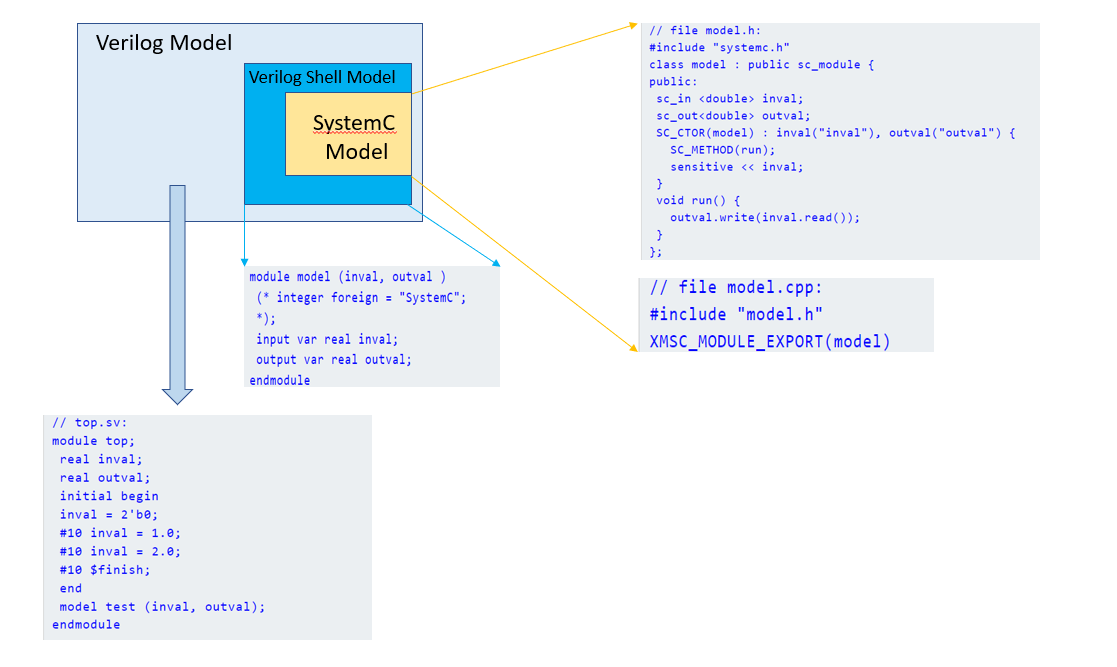 Verilog Model
Verilog Shell Model
SystemC
Model
// file model.h:
#include "systemc.h"
class model : public sc_module {
public:
sc_in <double> inval;
sc_out<double> outval;
SC_CTOR(model) : inval("inval"), outval("outval") {
SC_METHOD(run);
sensitive << inval;
}
void run() {
outval.write(inval.read());
}
};
// file model.cpp:
#include "model.h"
XMSC_MODULE_EXPORT(model)
module model (inval, outval )
(* integer foreign = "SystemC";
*);
input var real inval;
output var real outval;
endmodule
// top.sv:
module top;
real inval;
real outval;
initial begin
inval = 2'b0;
#10 inval = 1.0;
#10 inval = 2.0;
#10 $finish;
end
model test (inval, outval);
endmodule